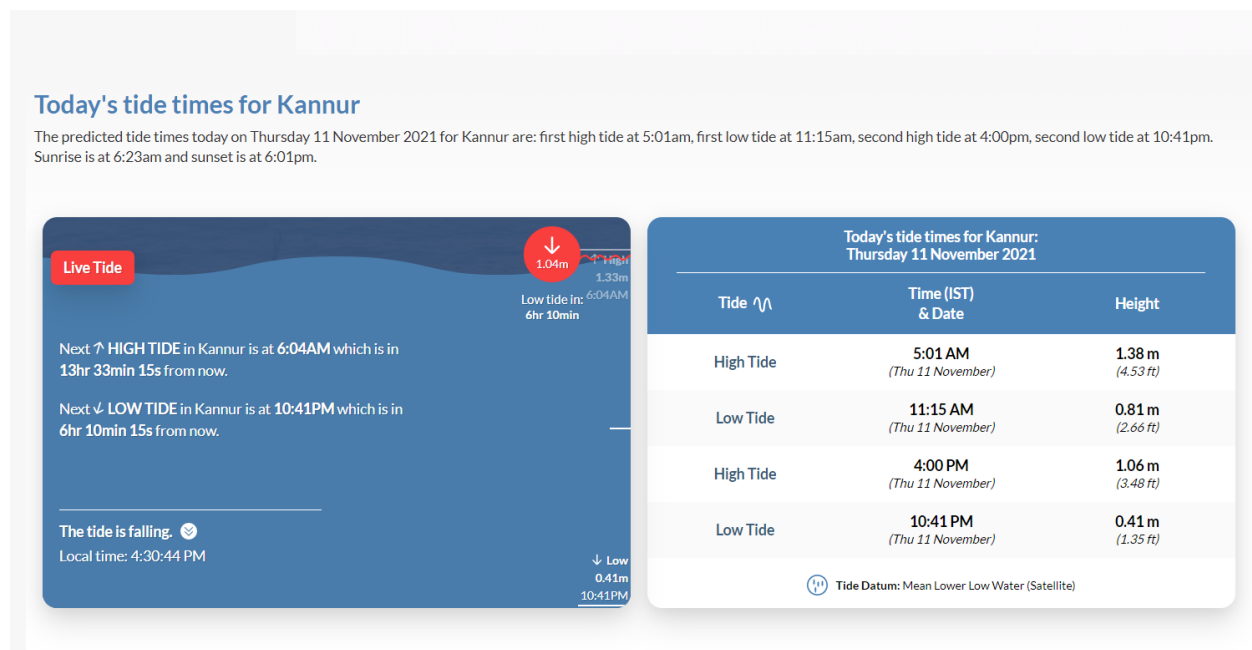 Today's tide times for Kannur
The predicted tide times today on Thursday 11 November 2021 for Kannur are: first high tide at 5:01am, first low tide at 11:15am, second high tide at 4:00pm, second low tide at 10:41pm.
Sunrise is at 6:23am and sunset is at 6:01pm.
Live Tide
1.04m
Low tide in:
6hr 10min
↑ High
1.33m
6:04AM
Next ↑ HIGH TIDE in Kannur is at 6:04AM which is in
13hr 33min 15s from now.
Next ↓ LOW TIDE in Kannur is at 10:41PM which is in
6hr 10min 15s from now.
The tide is falling.
Local time: 4:30:44 PM
↓ Low
0.41m
10:41PM
Today's tide times for Kannur:
Thursday 11 November 2021
Tide Time (IST) & Date Height
High Tide 5:01 AM 1.38 m
(Thu 11 November) (4.53 ft)
Low Tide 11:15 AM 0.81 m
(Thu 11 November) (2.66 ft)
High Tide 4:00 PM 1.06 m
(Thu 11 November) (3.48 ft)
Low Tide 10:41 PM 0.41 m
(Thu 11 November) (1.35 ft)
Tide Datum: Mean Lower Low Water (Satellite)